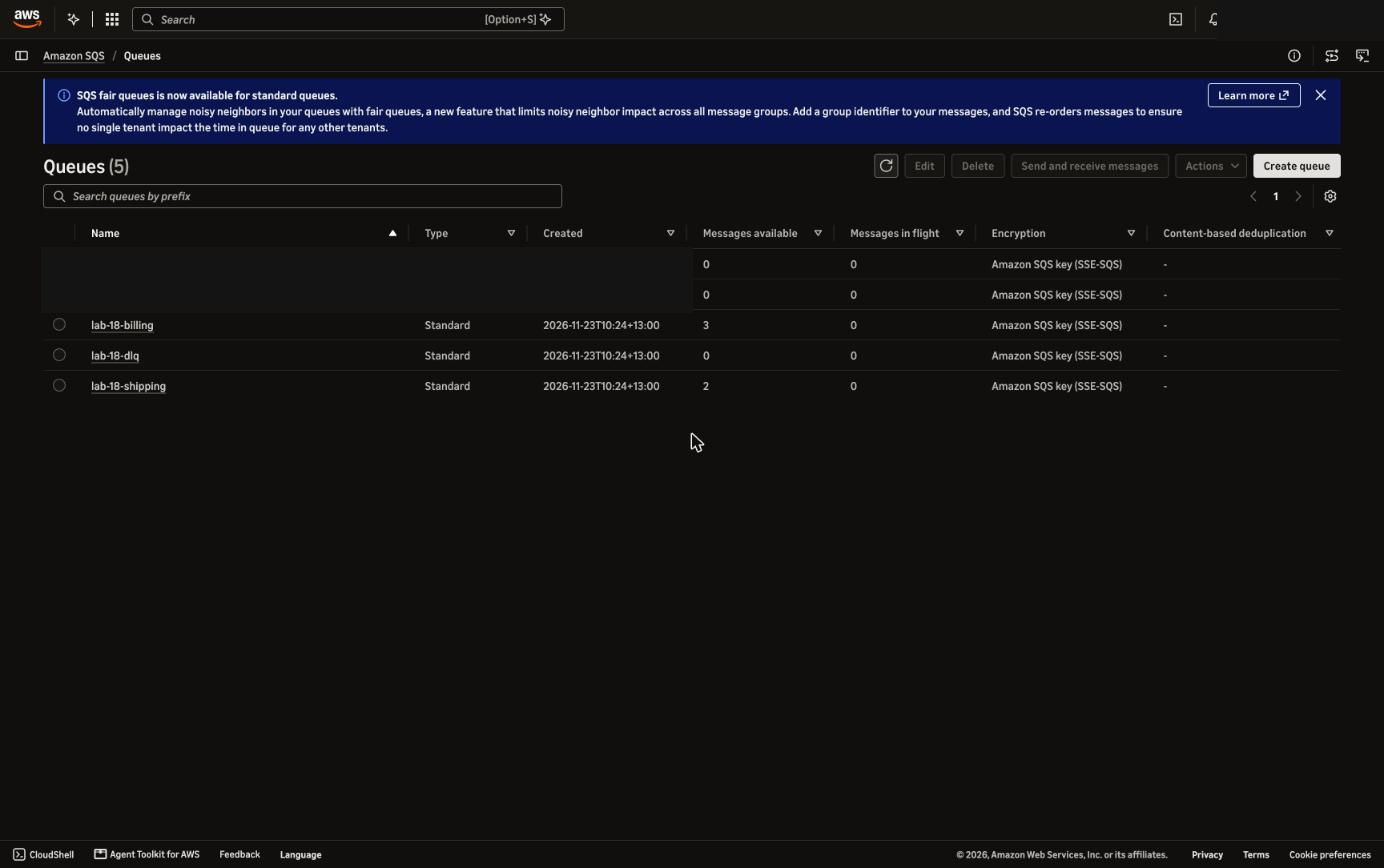 aws
Search [Option+S]
Amazon SQS / Queues
SQS fair queues is now available for standard queues.
Automatically manage noisy neighbors in your queues with fair queues, a new feature that limits noisy neighbor impact across all message groups. Add a group identifier to your messages, and SQS re-orders messages to ensure
no single tenant impact the time in queue for any other tenants.
Learn more
Queues (5)
Edit Delete Send and receive messages Actions Create queue
Search queues by prefix
1
Name Type Created Messages available Messages in flight Encryption Content-based deduplication
0 0 Amazon SQS key (SSE-SQS) -
0 0 Amazon SQS key (SSE-SQS) -
lab-18-billing Standard 2026-11-23T10:24+13:00 3 0 Amazon SQS key (SSE-SQS) -
lab-18-dlq Standard 2026-11-23T10:24+13:00 0 0 Amazon SQS key (SSE-SQS) -
lab-18-shipping Standard 2026-11-23T10:24+13:00 2 0 Amazon SQS key (SSE-SQS) -
CloudShell Agent Toolkit for AWS Feedback Language © 2026, Amazon Web Services, Inc. or its affiliates. Privacy Terms Cookie preferences